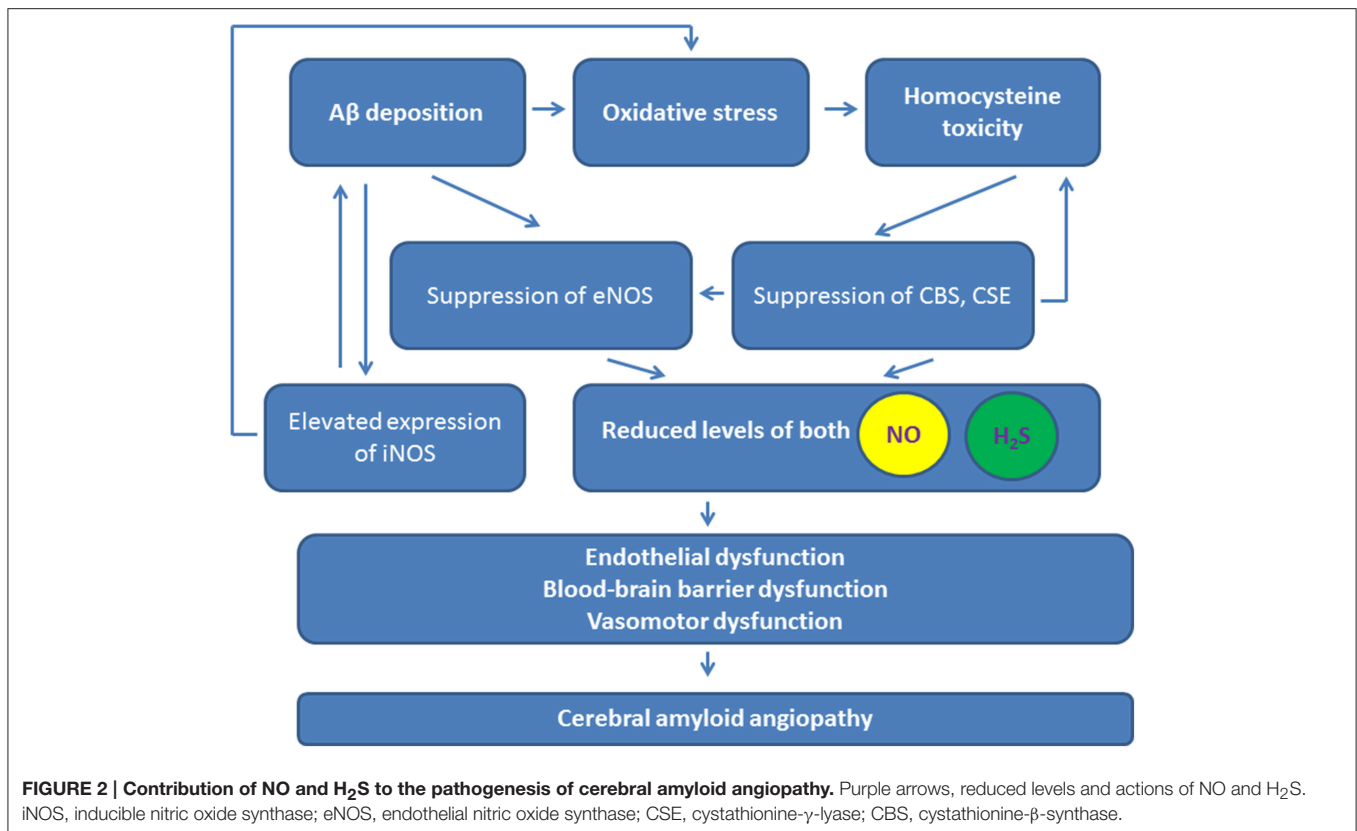 Aβ deposition
Oxidative stress
Homocysteine
toxicity
Suppression of eNOS
Suppression of CBS, CSE
Elevated expression
of iNOS
Reduced levels of both
NO
H₂S
Endothelial dysfunction
Blood-brain barrier dysfunction
Vasomotor dysfunction
Cerebral amyloid angiopathy
FIGURE 2 | Contribution of NO and H₂S to the pathogenesis of cerebral amyloid angiopathy. Purple arrows, reduced levels and actions of NO and H₂S.
iNOS, inducible nitric oxide synthase; eNOS, endothelial nitric oxide synthase; CSE, cystathionine-γ-lyase; CBS, cystathionine-β-synthase.